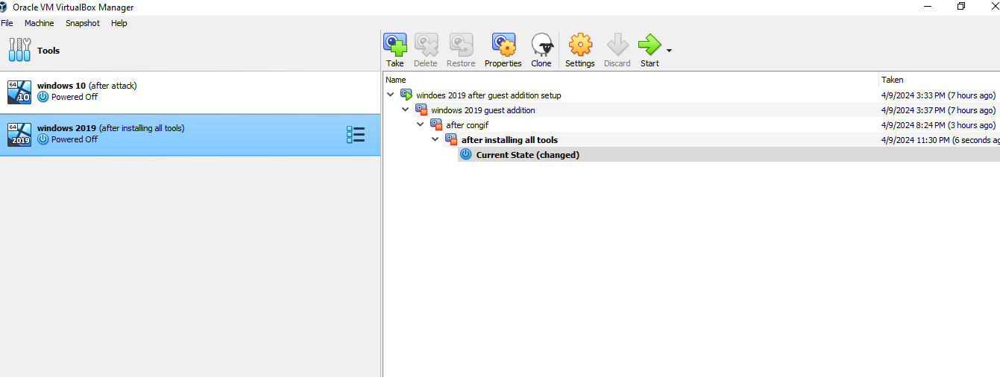 Oracle VM VirtualBox Manager
File Machine Snapshot Help
Tools
Take Delete Restore Properties Clone Settings Discard Start
64
10
windows 10 (after attack)
Powered Off
64
2019
windows 2019 (after installing all tools)
Powered Off
Name Taken
windoes 2019 after guest addition setup 4/9/2024 3:33 PM (7 hours ago)
windows 2019 guest addition 4/9/2024 3:37 PM (7 hours ago)
after congif 4/9/2024 8:24 PM (3 hours ago)
after installing all tools 4/9/2024 11:30 PM (6 seconds ag
Current State (changed)